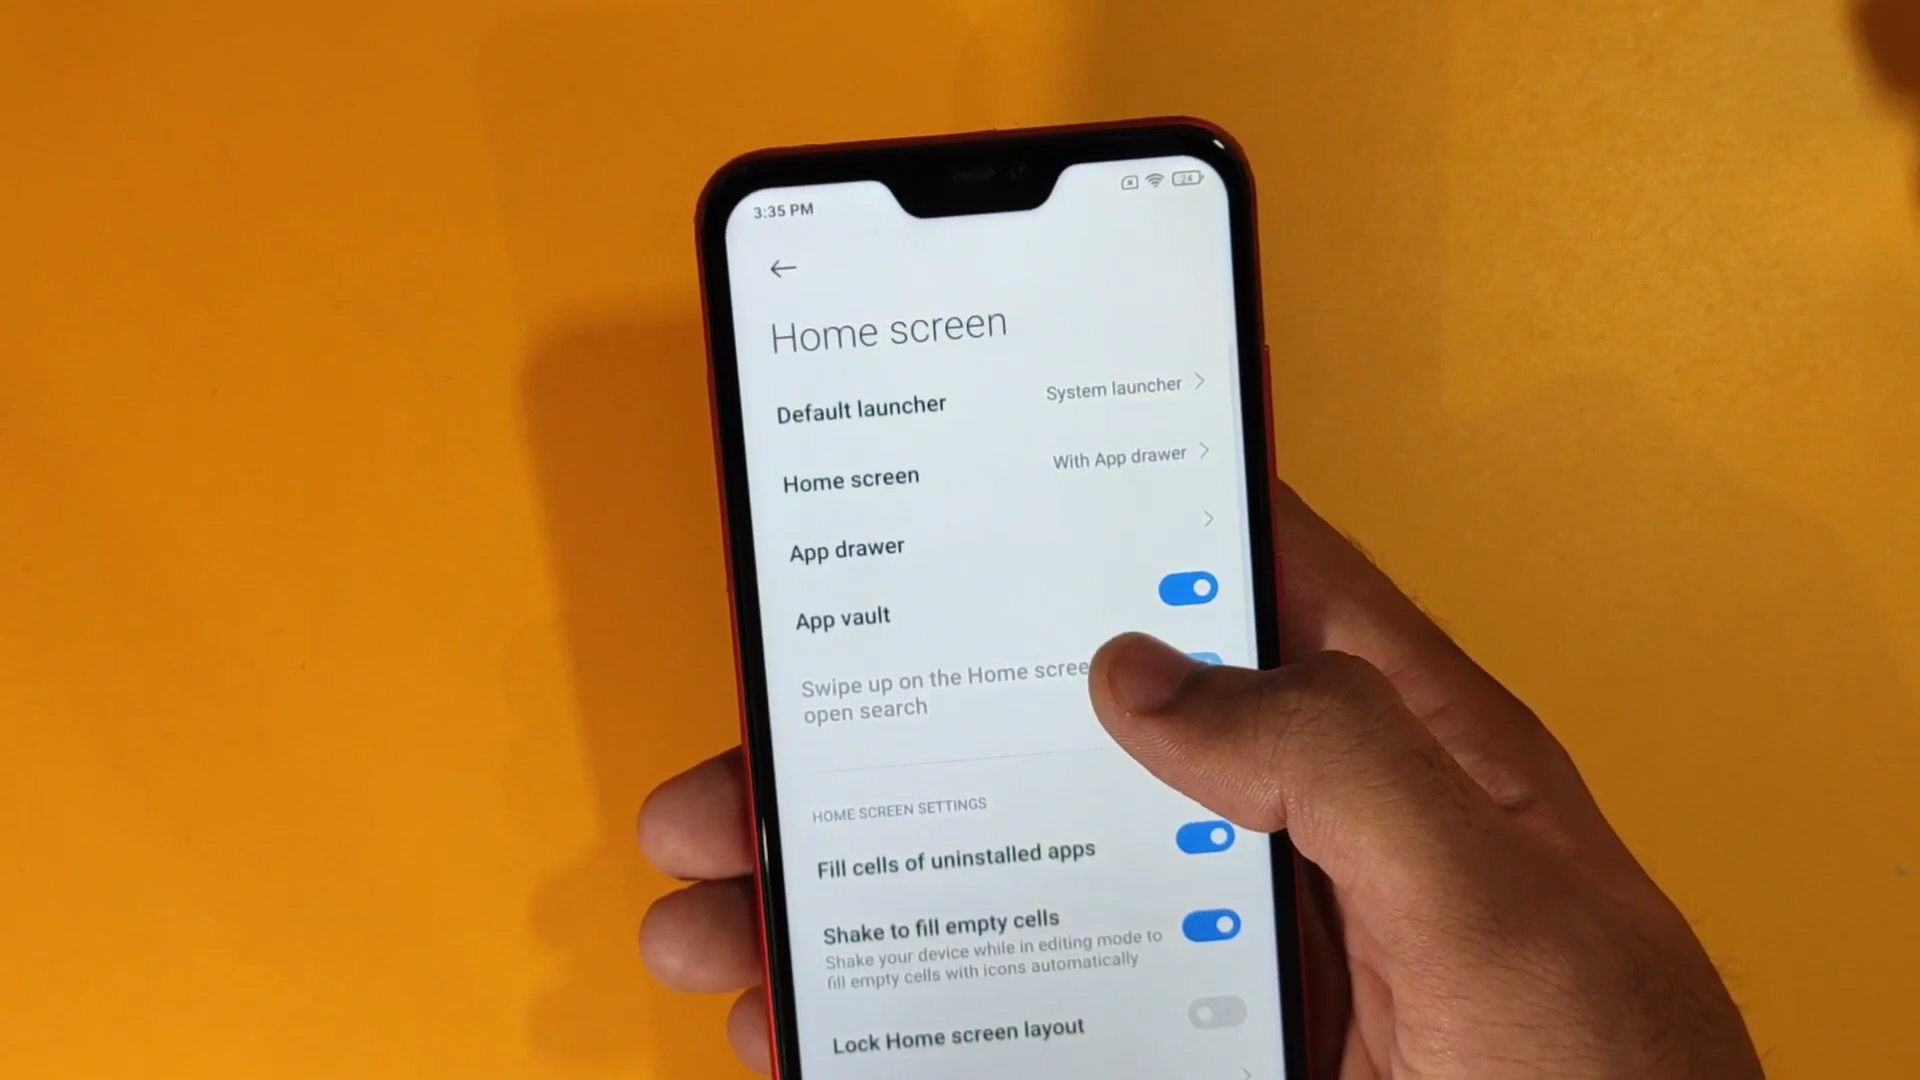 3:35 PM
24
Home screen
Default launcher
System launcher
Home screen
With App drawer
App drawer
App vault
Swipe up on the Home scree
open search
HOME SCREEN SETTINGS
Fill cells of uninstalled apps
Shake to fill empty cells
Shake your device while in editing mode to
fill empty cells with icons automatically
Lock Home screen layout